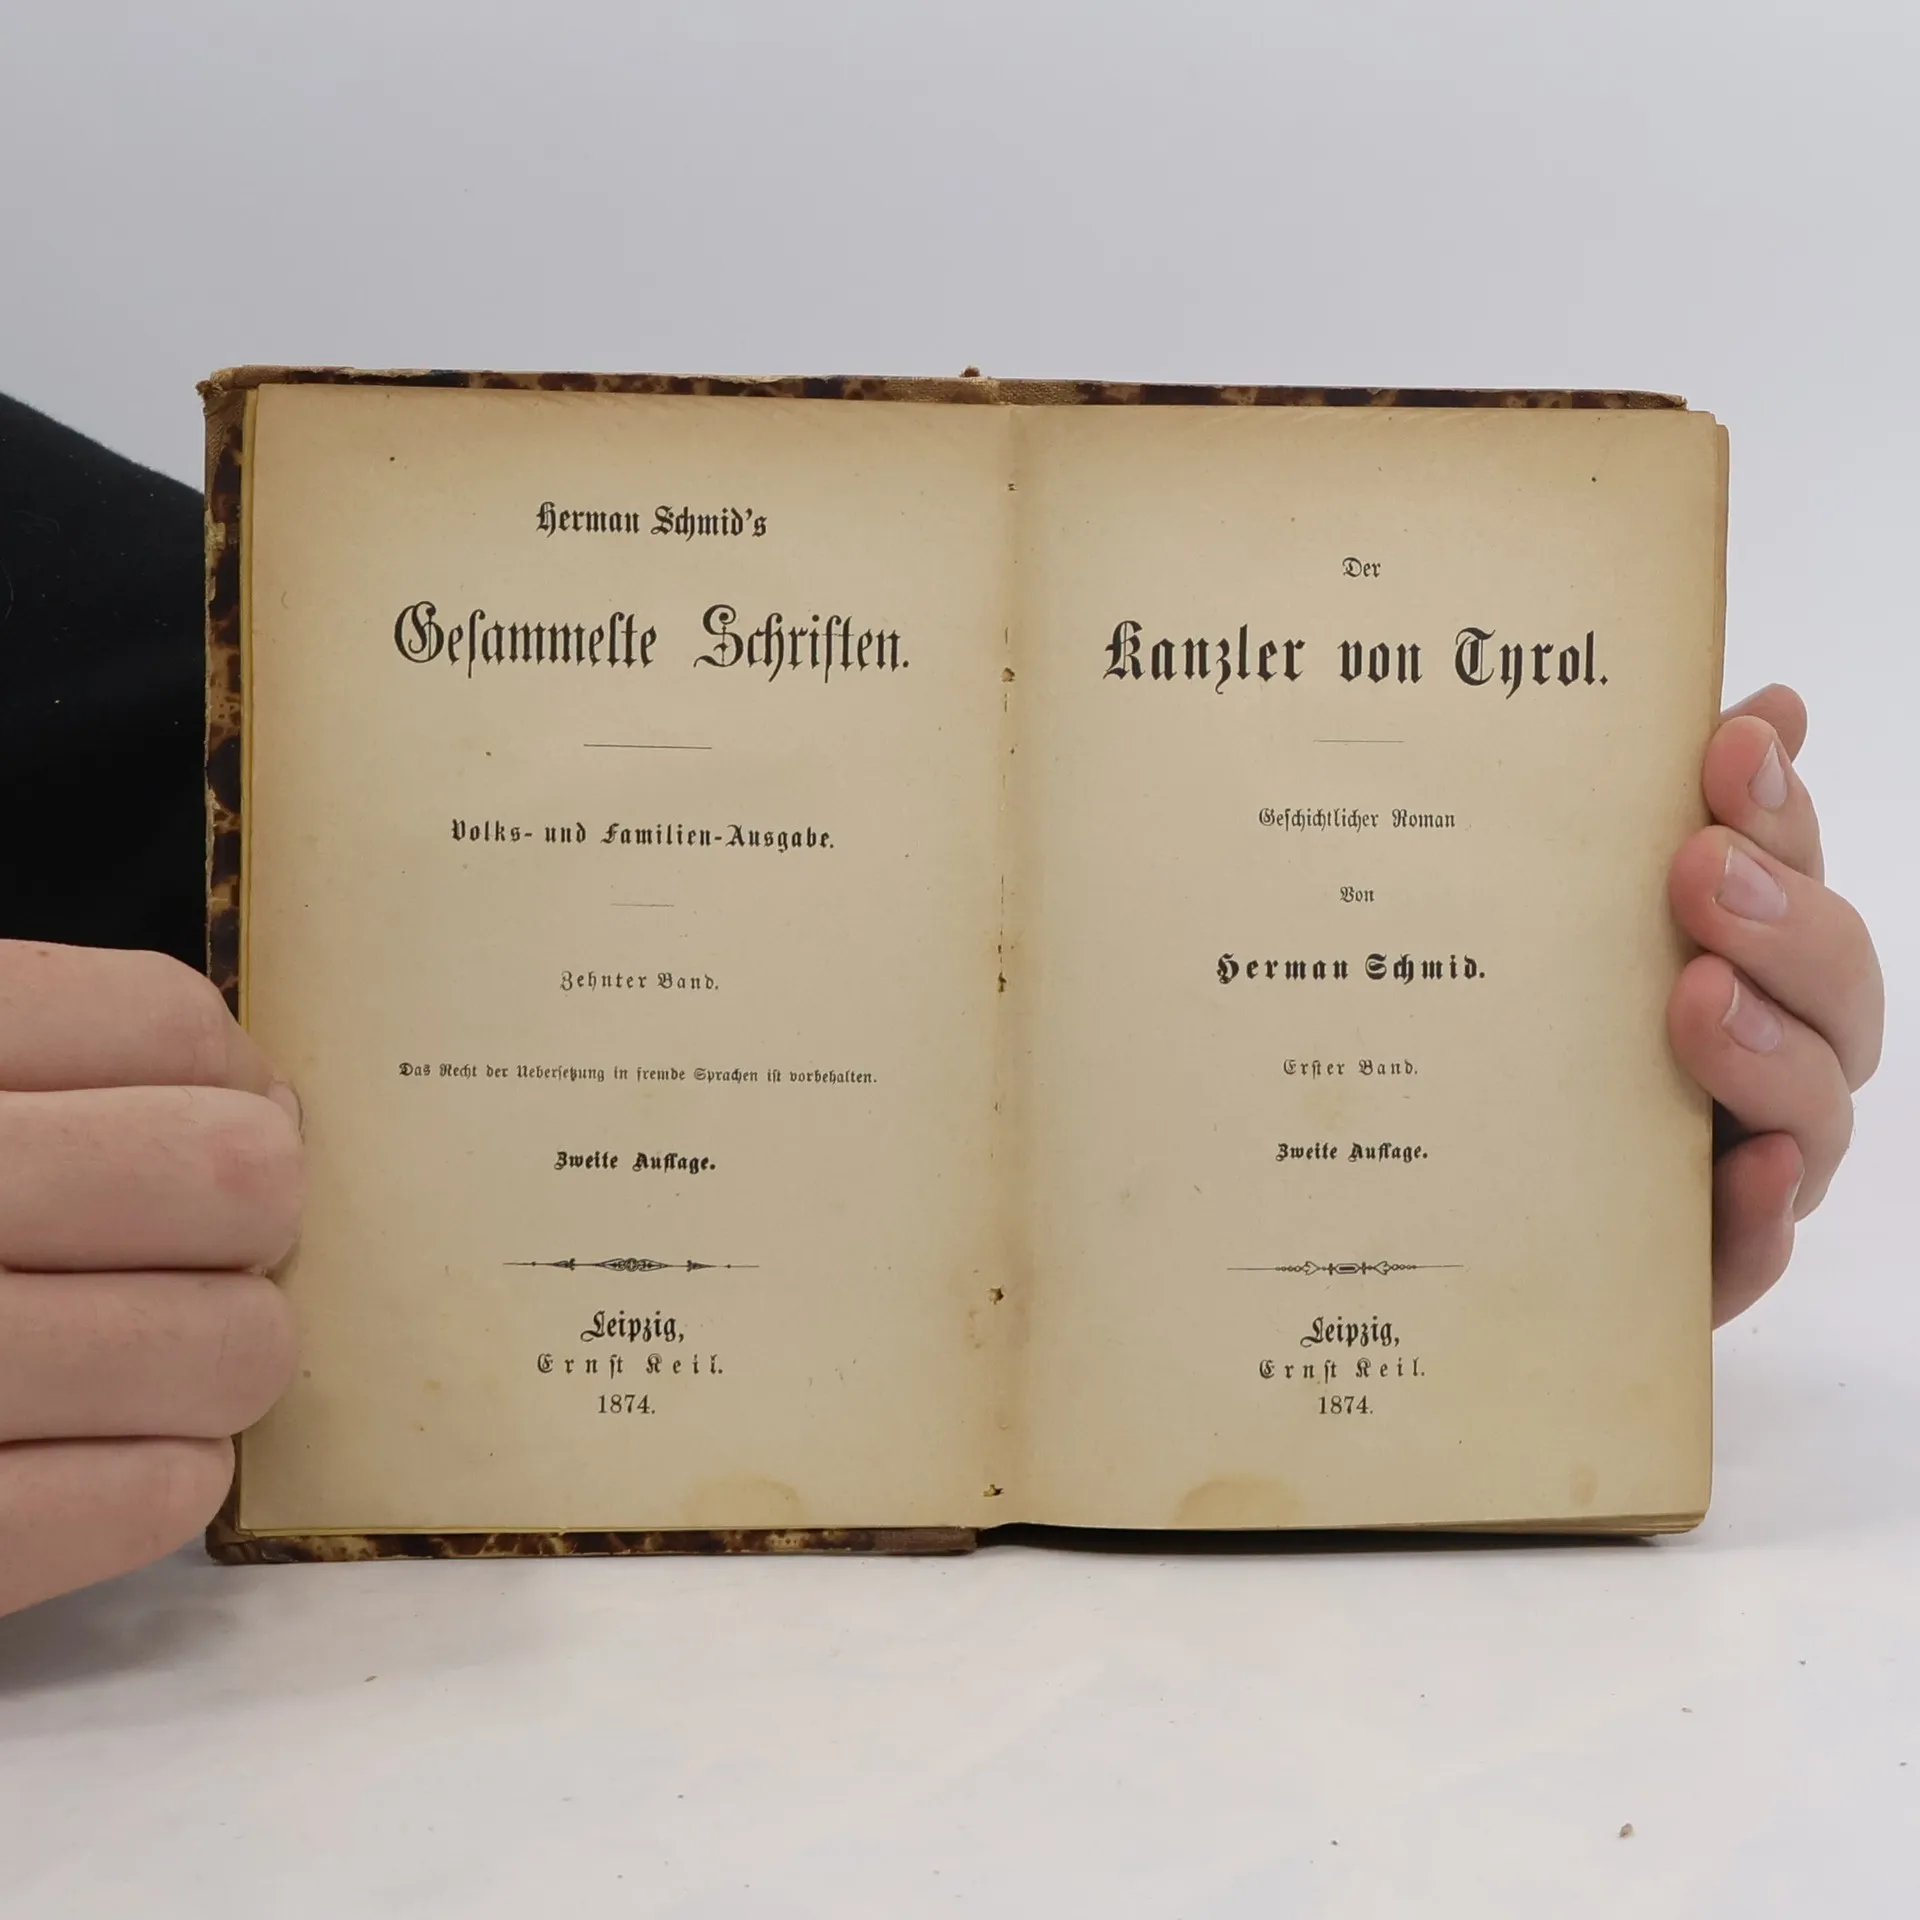 Herman Schmid's
Gesammelte Schriften.
Volks- und Familien-Ausgabe.
Zehnter Band.
Das Recht der Uebersetzung in fremde Sprachen ist vorbehalten.
Zweite Auflage.
Leipzig,
Ernst Keil.
1874.
Der
Kanzler von Tyrol.
Geschichtlicher Roman
Von
Herman Schmid.
Erster Band.
Zweite Auflage.
Leipzig,
Ernst Keil.
1874.